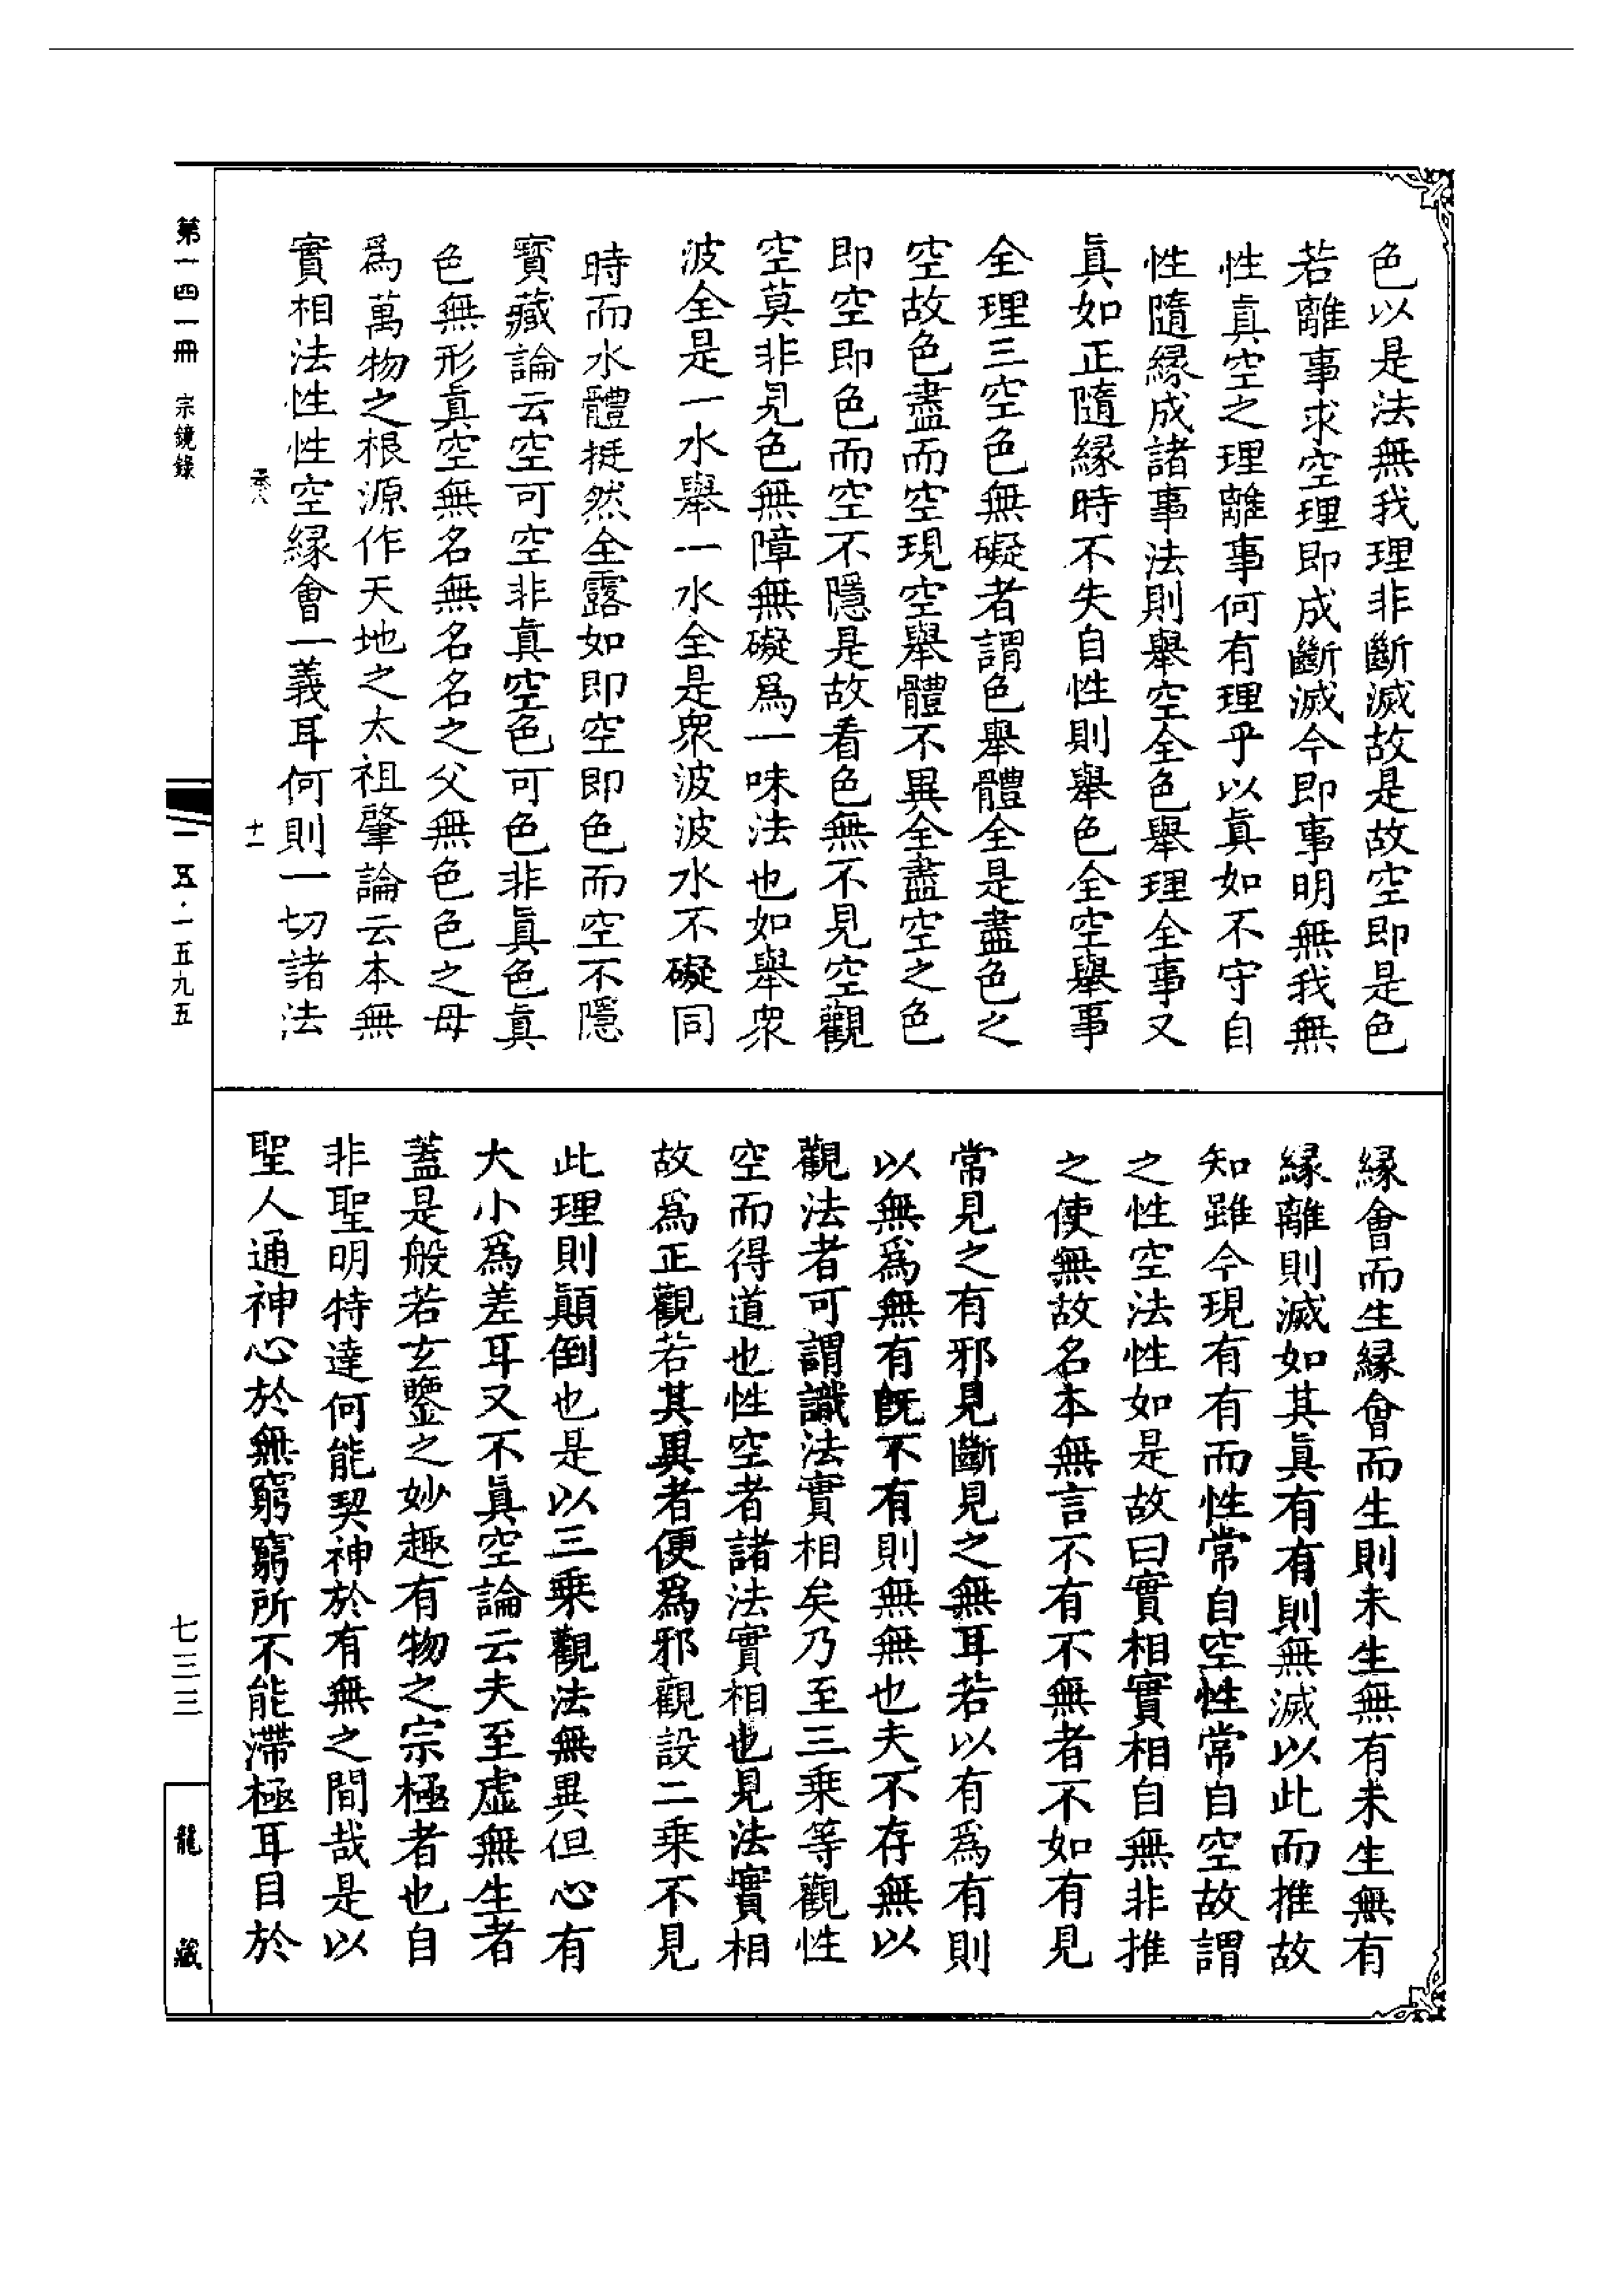 色以是法無我理非斷滅故是故空即是色
若離事求空理即成斷滅今即事明無我無
性真空之理離事何有理乎以真如不守自
性隨緣成諸事法則舉空全色舉理全事又
真如正隨緣時不失自性則舉色全空舉事
全理三空色無礙者謂色舉體全是盡色之
空故色盡而空現空舉體不異全盡空之色
即空即色而空不隱是故看色無不見空觀
空莫非見色無障無礙爲一味法也如舉衆
波全是一水舉一水全是衆波波水不礙同
時而水體挺然全露如即空即色而空不隱
寶藏論云空可空非眞空色可色非眞色眞
色無形眞空無名無名名之父無色色之母
爲萬物之根源作天地之太祖肇論云本無
實相法性性空緣會一義耳何則一切諸法
緣會而生緣會而生則未生無有未生無有
緣離則滅如其眞有有則無滅以此而推故
知雖今現有有而性常自空性常自空故謂
之性空法性如是故曰實相實相自無非推
之使無故名本無言不有不無者不如有見
常見之有邪見斷見之無耳若以有爲有則
以無爲無有旣不有則無無也夫不存無以
觀法者可謂識法實相矣乃至三乘等觀性
空而得道也性空者諸法實相也見法實相
故爲正觀若其異者便爲邪觀設二乘不見
此理則顚倒也是以三乘觀法無異但心有
大小爲差耳又不眞空論云夫至虛無生者
蓋是般若玄鑒之妙趣有物之宗極者也自
非聖明特達何能契神於有無之間哉是以
聖人通神心於無窮窮所不能滯極耳目於
第一四一冊 宗鏡錄
十一
一五·一五九五
七三三
龍藏